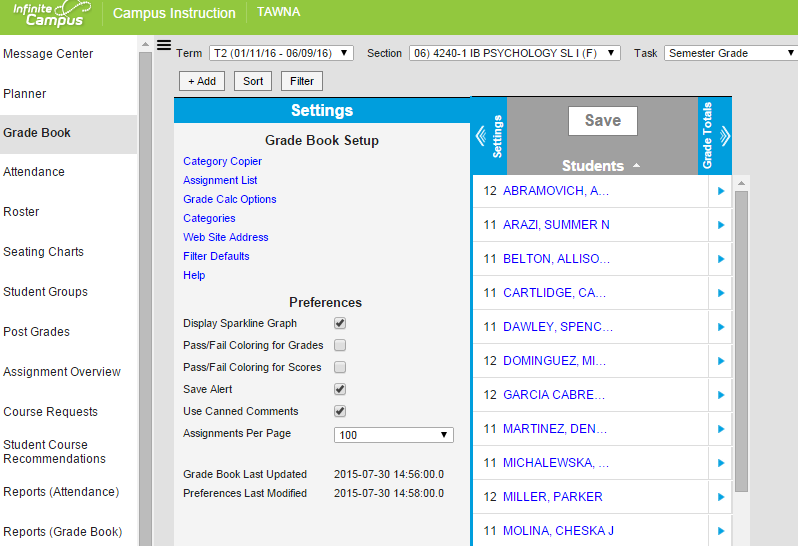 Infinite
Campus
Campus Instruction
TAWNA
Message Center
Planner
Grade Book
Attendance
Roster
Seating Charts
Student Groups
Post Grades
Assignment Overview
Course Requests
Student Course
Recommendations
Reports (Attendance)
Reports (Grade Book)
Term T2 (01/11/16 - 06/09/16) Section 06) 4240-1 IB PSYCHOLOGY SL I (F) Task Semester Grade
+ Add Sort Filter
Settings
Grade Book Setup
Category Copier
Assignment List
Grade Calc Options
Categories
Web Site Address
Filter Defaults
Help
Preferences
Display Sparkline Graph
Pass/Fail Coloring for Grades
Pass/Fail Coloring for Scores
Save Alert
Use Canned Comments
Assignments Per Page 100
Grade Book Last Updated 2015-07-30 14:56:00.0
Preferences Last Modified 2015-07-30 14:58:00.0
Settings
Save
Students
Grade Totals
12 ABRAMOVICH, A...
11 ARAZI, SUMMER N
11 BELTON, ALLISO...
11 CARTLIDGE, CA...
11 DAWLEY, SPENC...
12 DOMINGUEZ, MI...
12 GARCIA CABRE...
11 MARTINEZ, DEN...
11 MICHALEWSKA, ...
12 MILLER, PARKER
11 MOLINA, CHESKA J